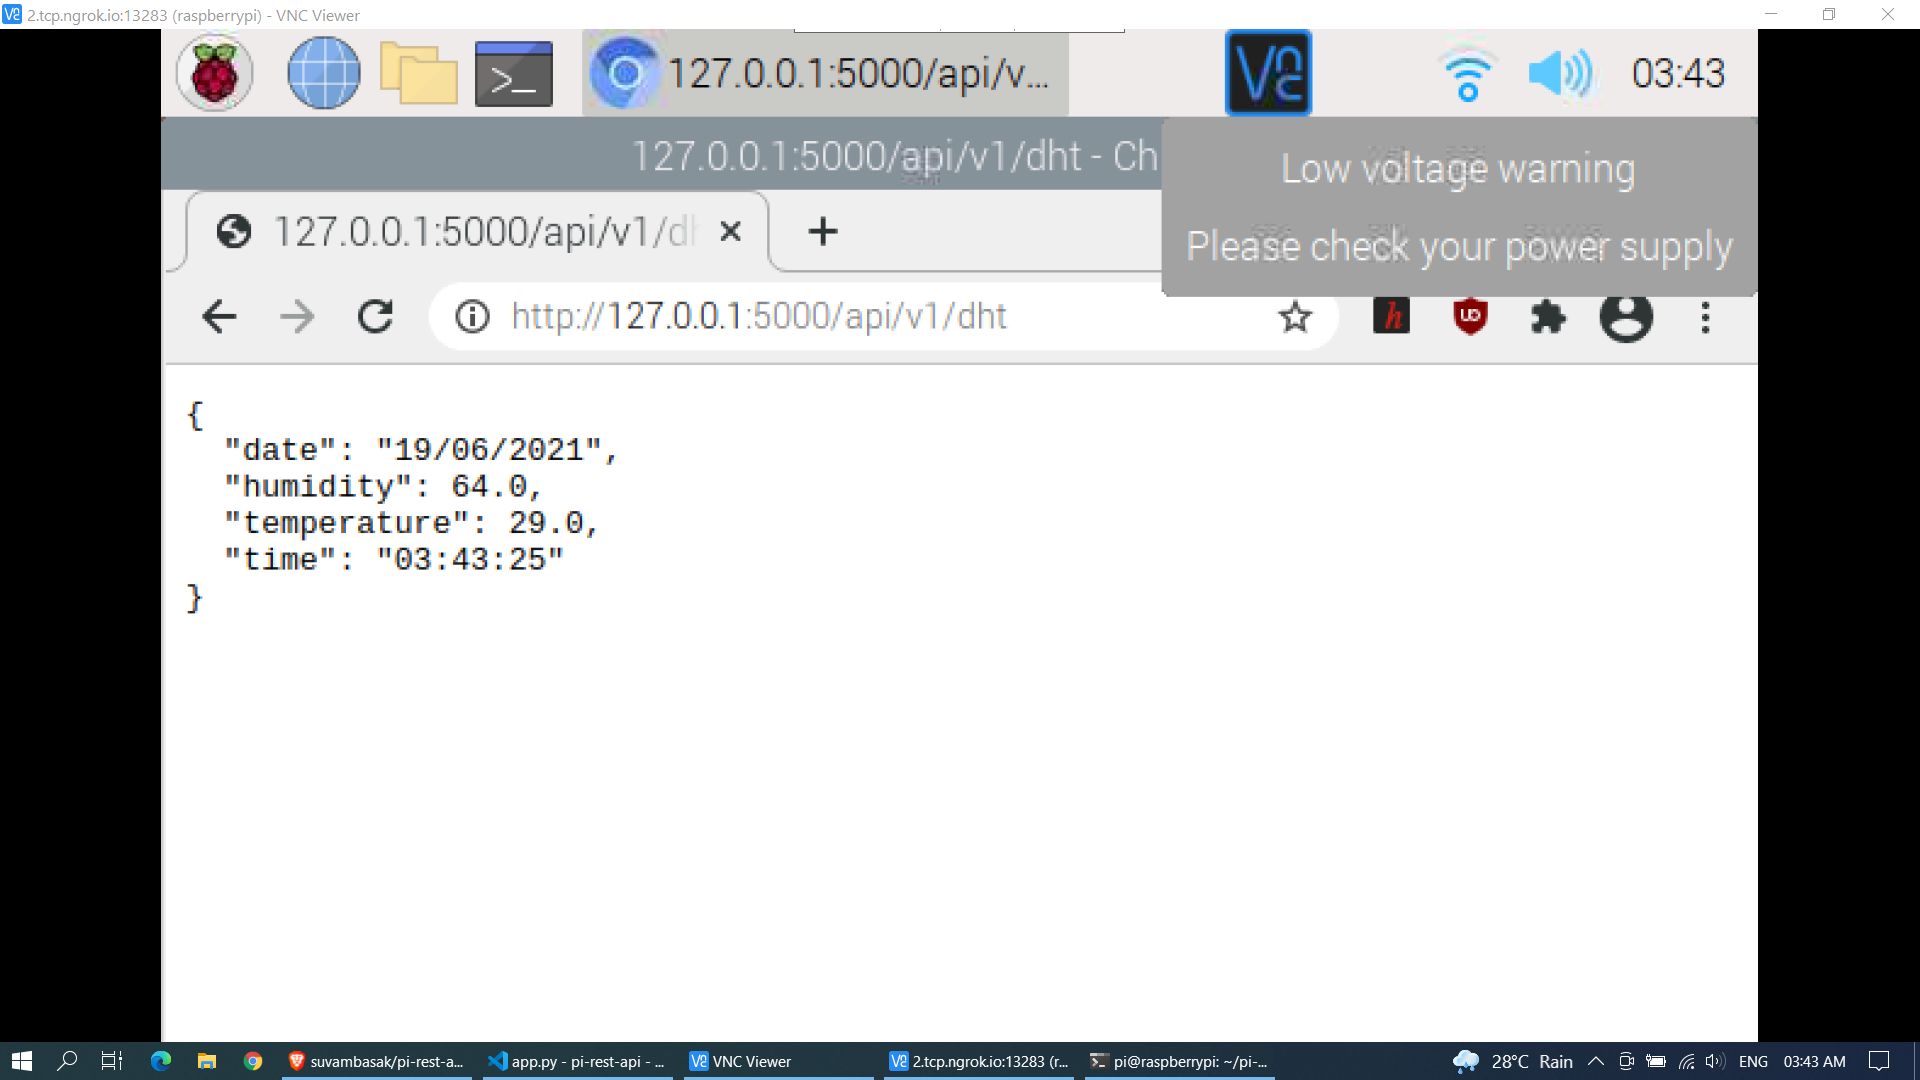 2.tcp.ngrok.io:13283 (raspberrypi) - VNC Viewer
127.0.0.1:5000/api/v...
03:43
127.0.0.1:5000/api/v1/dht - Ch
Low voltage warning
Please check your power supply
127.0.0.1:5000/api/v1/dh
http://127.0.0.1:5000/api/v1/dht
{
"date": "19/06/2021",
"humidity": 64.0,
"temperature": 29.0,
"time": "03:43:25"
}
suvambasak/pi-rest-a...
app.py - pi-rest-api - ...
VNC Viewer
2.tcp.ngrok.io:13283 (r...
pi@raspberrypi: ~/pi-...
28°C Rain
ENG
03:43 AM